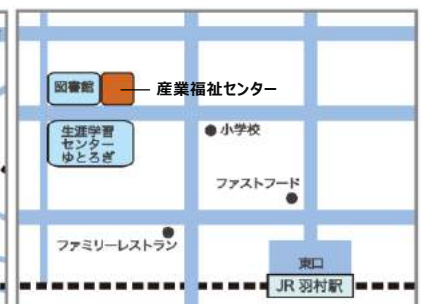 図書館
産業福祉センター
生涯学習
センター
ゆとろぎ
小学校
ファストフード
ファミリーレストラン
東口
JR 羽村駅